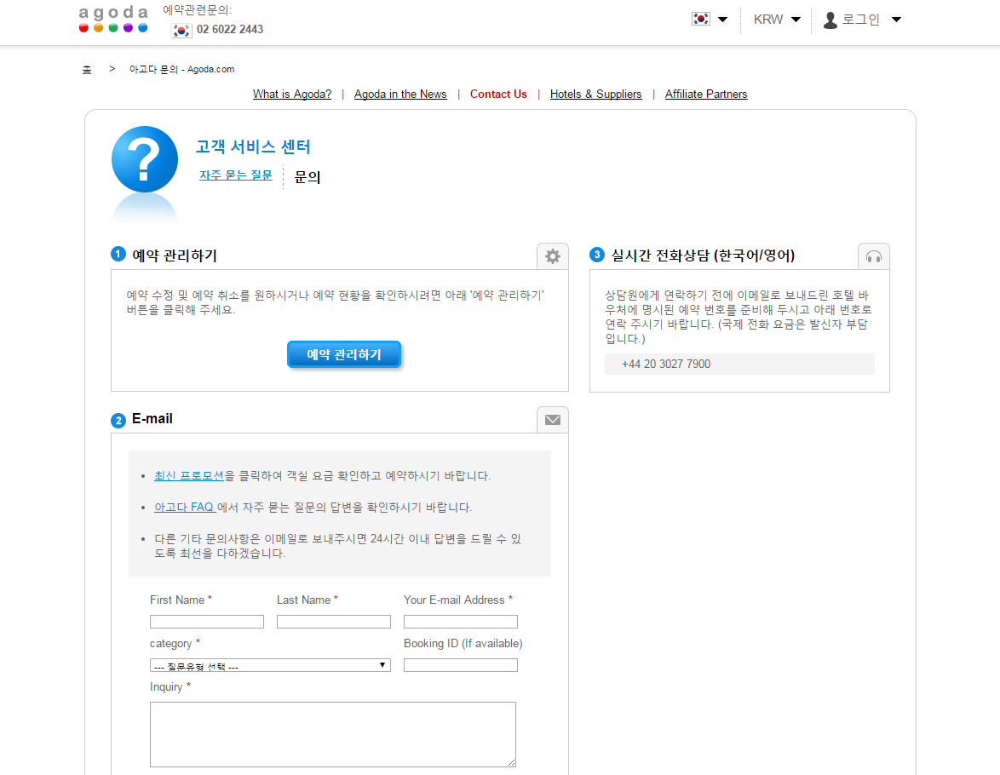 agoda
예약관련문의:
02 6022 2443
KRW
로그인
홈 > 아고다 문의 - Agoda.com
What is Agoda? | Agoda in the News | Contact Us | Hotels & Suppliers | Affiliate Partners
?
고객 서비스 센터
자주 묻는 질문
문의
1 예약 관리하기
예약 수정 및 예약 취소를 원하시거나 예약 현황을 확인하시려면 아래 '예약 관리하기'
버튼을 클릭해 주세요.
예약 관리하기
3 실시간 전화상담 (한국어/영어)
상담원에게 연락하기 전에 이메일로 보내드린 호텔 바
우처에 명시된 예약 번호를 준비해 두시고 아래 번호로
연락 주시기 바랍니다. (국제 전화 요금은 발신자 부담
입니다.)
+44 20 3027 7900
2 E-mail
• 최신 프로모션을 클릭하여 객실 요금 확인하고 예약하시기 바랍니다.
• 아고다 FAQ 에서 자주 묻는 질문의 답변을 확인하시기 바랍니다.
• 다른 기타 문의사항은 이메일로 보내주시면 24시간 이내 답변을 드릴 수 있
도록 최선을 다하겠습니다.
First Name * Last Name * Your E-mail Address *
category * Booking ID (If available)
--- 질문유형 선택 ---
Inquiry *